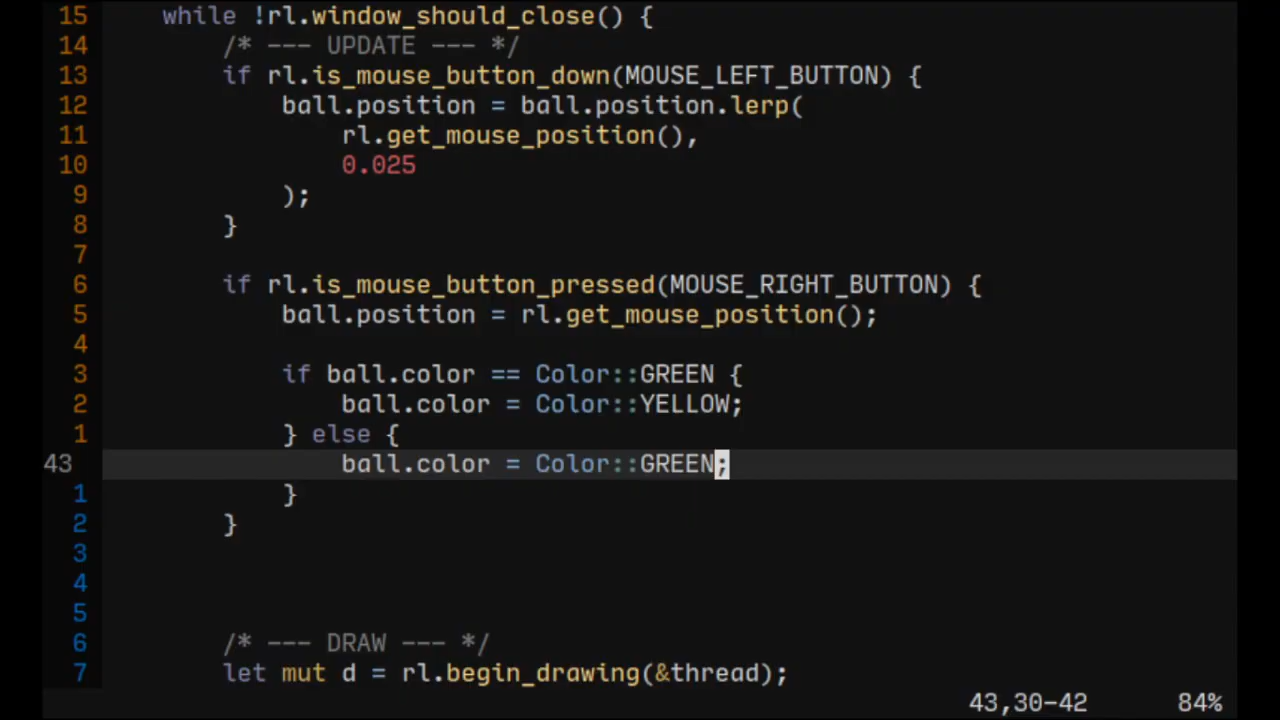 15 while !rl.window_should_close() {
14 /* --- UPDATE --- */
13 if rl.is_mouse_button_down(MOUSE_LEFT_BUTTON) {
12 ball.position = ball.position.lerp(
11 rl.get_mouse_position(),
10 0.025
9 );
8 }
7
6 if rl.is_mouse_button_pressed(MOUSE_RIGHT_BUTTON) {
5 ball.position = rl.get_mouse_position();
4
3 if ball.color == Color::GREEN {
2 ball.color = Color::YELLOW;
1 } else {
43 ball.color = Color::GREEN;
1 }
2 }
3
4
5
6 /* --- DRAW --- */
7 let mut d = rl.begin_drawing(&thread);
43,30-42 84%